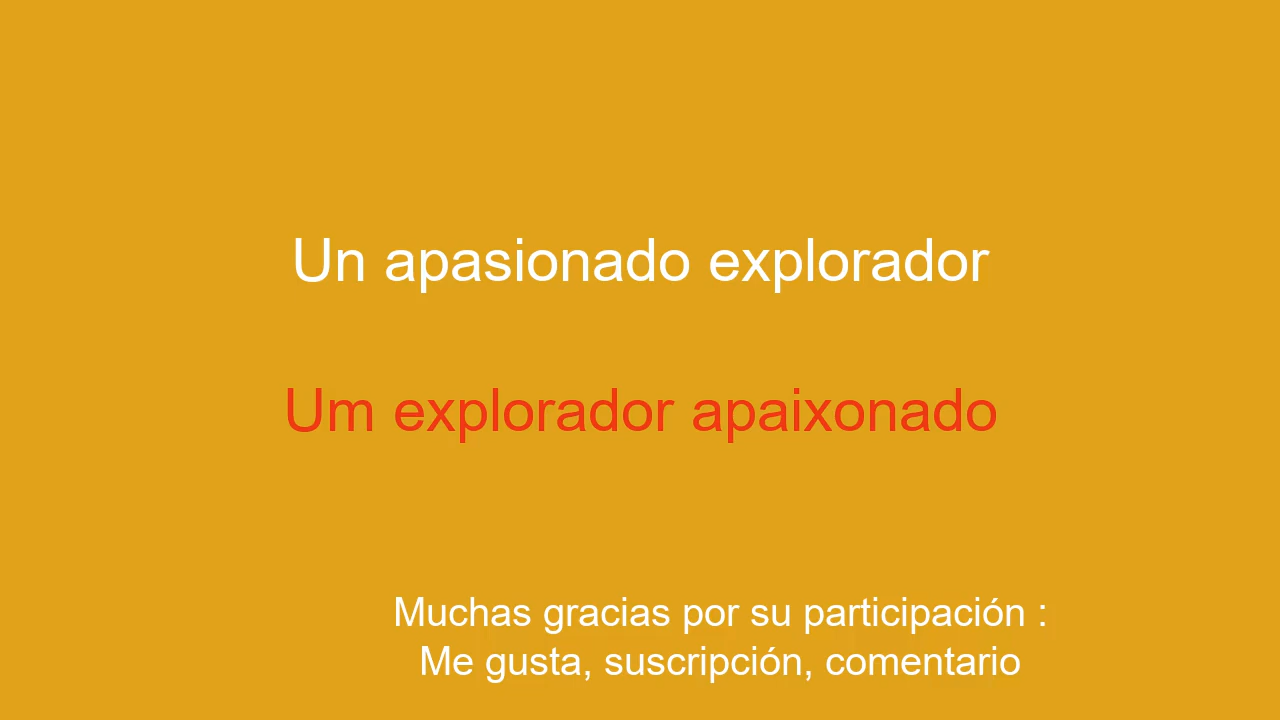 Un apasionado explorador
Um explorador apaixonado
Muchas gracias por su participación :
Me gusta, suscripción, comentario